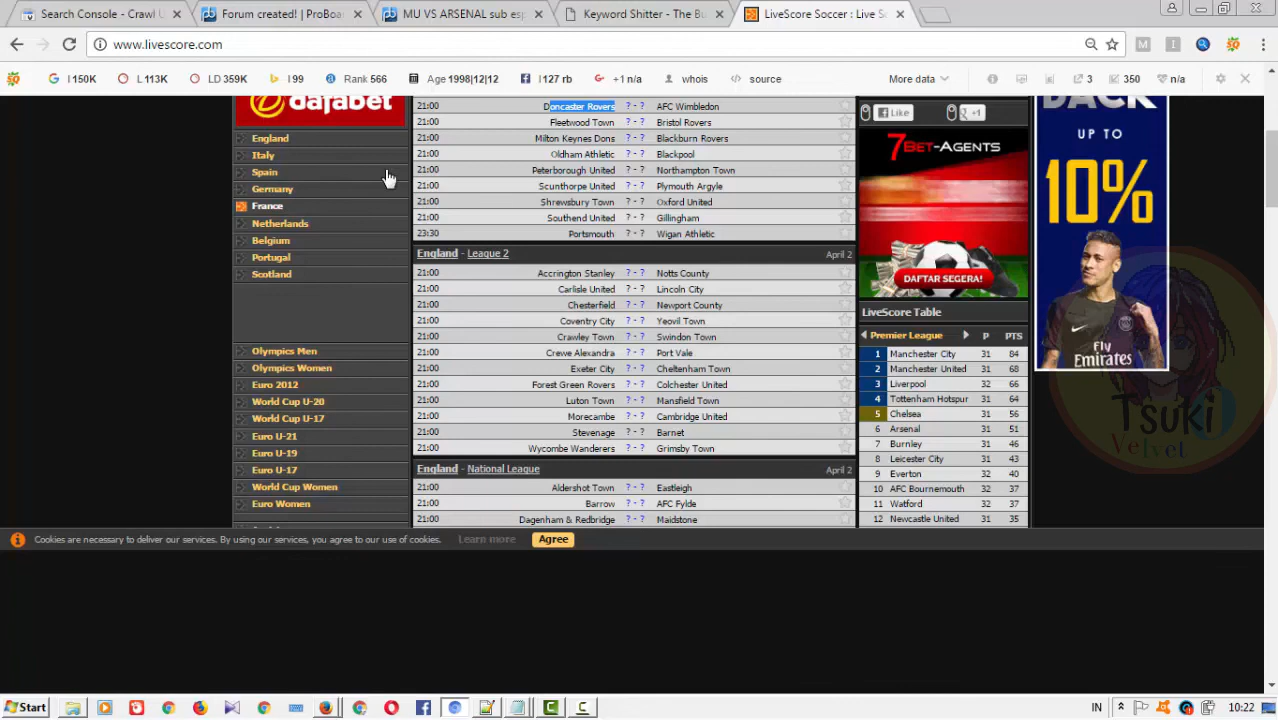 Search Console - Crawl U
Forum created! | ProBoa
MU VS ARSENAL sub esp
Keyword Shitter - The Bu
LiveScore Soccer : Live Sc
www.livescore.com
I 150K
L 113K
LD 359K
I 99
Rank 566
Age 1998|12|12
I 127 rb
+1 n/a
whois
source
More data
3
350
n/a
dafabet
England
Italy
Spain
Germany
France
Netherlands
Belgium
Portugal
Scotland
Olympics Men
Olympics Women
Euro 2012
World Cup U-20
World Cup U-17
Euro U-21
Euro U-19
Euro U-17
World Cup Women
Euro Women
21:00 Doncaster Rovers ? - ? AFC Wimbledon
21:00 Fleetwood Town ? - ? Bristol Rovers
21:00 Milton Keynes Dons ? - ? Blackburn Rovers
21:00 Oldham Athletic ? - ? Blackpool
21:00 Peterborough United ? - ? Northampton Town
21:00 Scunthorpe United ? - ? Plymouth Argyle
21:00 Shrewsbury Town ? - ? Oxford United
21:00 Southend United ? - ? Gillingham
23:30 Portsmouth ? - ? Wigan Athletic
England - League 2 April 2
21:00 Accrington Stanley ? - ? Notts County
21:00 Carlisle United ? - ? Lincoln City
21:00 Chesterfield ? - ? Newport County
21:00 Coventry City ? - ? Yeovil Town
21:00 Crawley Town ? - ? Swindon Town
21:00 Crewe Alexandra ? - ? Port Vale
21:00 Exeter City ? - ? Cheltenham Town
21:00 Forest Green Rovers ? - ? Colchester United
21:00 Luton Town ? - ? Mansfield Town
21:00 Morecambe ? - ? Cambridge United
21:00 Stevenage ? - ? Barnet
21:00 Wycombe Wanderers ? - ? Grimsby Town
England - National League April 2
21:00 Aldershot Town ? - ? Eastleigh
21:00 Barrow ? - ? AFC Fylde
21:00 Dagenham & Redbridge ? - ? Maidstone
Like
+1
7BET-AGENTS
DAFTAR SEGERA!
LiveScore Table
Premier League P PTS
1 Manchester City 31 84
2 Manchester United 31 68
3 Liverpool 32 66
4 Tottenham Hotspur 31 64
5 Chelsea 31 56
6 Arsenal 31 51
7 Burnley 31 46
8 Leicester City 31 43
9 Everton 32 40
10 AFC Bournemouth 32 37
11 Watford 32 37
12 Newcastle United 31 35
BACK
UP TO
10%
Fly
Emirates
Tsuki
Velvet
Cookies are necessary to deliver our services. By using our services, you agree to our use of cookies. Learn more Agree
Start
IN
10:22